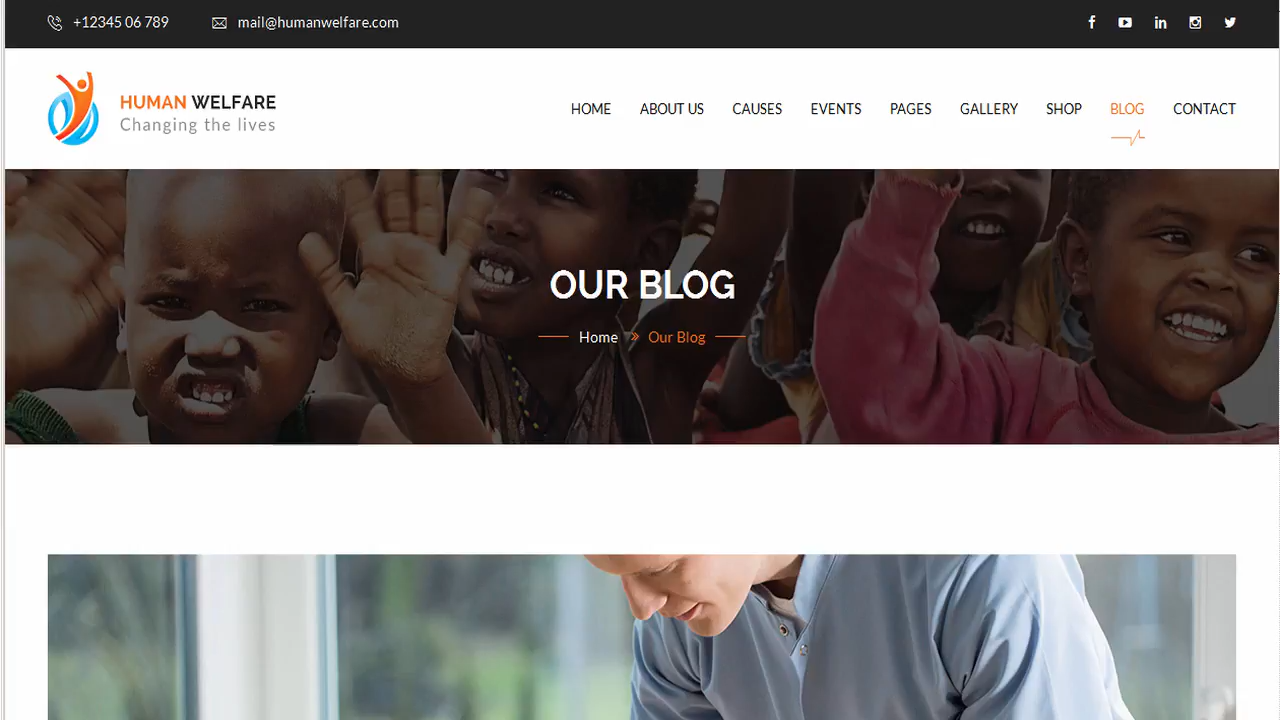 +12345 06 789 mail@humanwelfare.com
HUMAN WELFARE
Changing the lives
HOME ABOUT US CAUSES EVENTS PAGES GALLERY SHOP BLOG CONTACT
OUR BLOG
Home » Our Blog